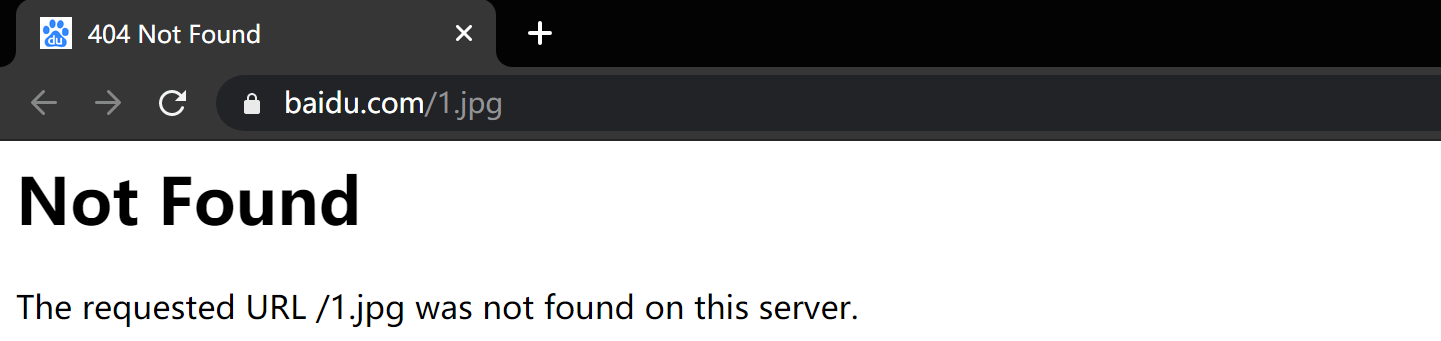 du 404 Not Found
baidu.com/1.jpg
Not Found
The requested URL /1.jpg was not found on this server.